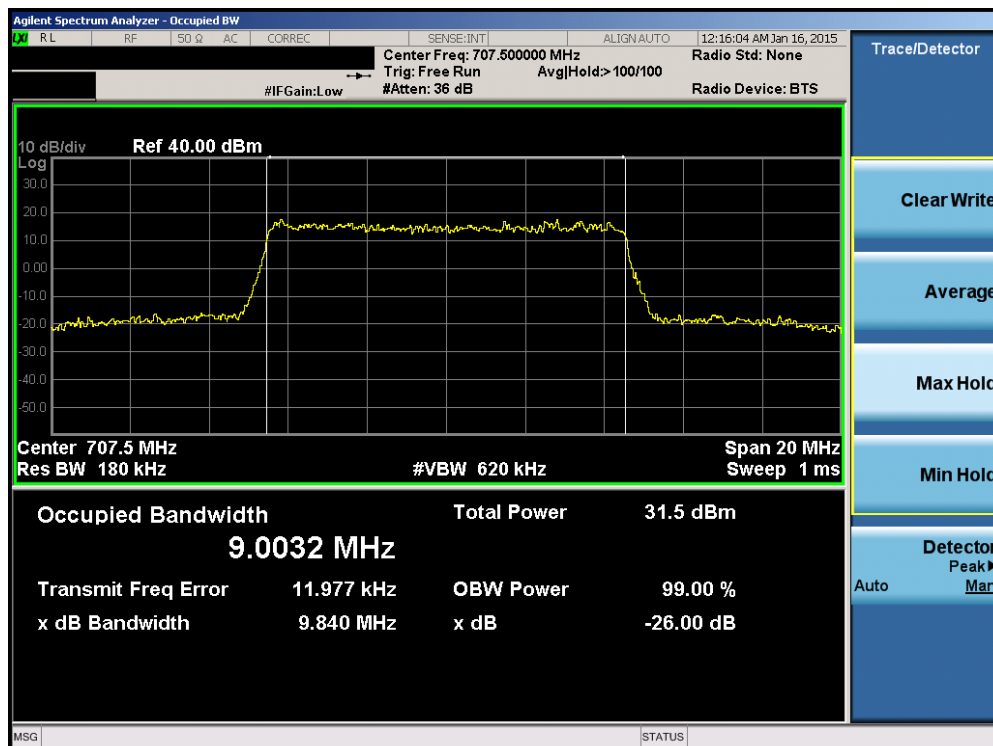 Agilent Spectrum Analyzer - Occupied BW
LXI RL RF 50 Ω AC CORREC SENSE:INT ALIGN AUTO 12:16:04 AM Jan 16, 2015
Center Freq: 707.500000 MHz Radio Std: None
Trig: Free Run Avg|Hold:>100/100
#IFGain:Low #Atten: 36 dB Radio Device: BTS
10 dB/div Ref 40.00 dBm
Log
30.0
20.0
10.0
0.00
-10.0
-20.0
-30.0
-40.0
-50.0
Center 707.5 MHz Span 20 MHz
Res BW 180 kHz #VBW 620 kHz Sweep 1 ms
Occupied Bandwidth Total Power 31.5 dBm
9.0032 MHz
Transmit Freq Error 11.977 kHz OBW Power 99.00 %
x dB Bandwidth 9.840 MHz x dB -26.00 dB
MSG STATUS
Trace/Detector
Clear Write
Average
Max Hold
Min Hold
Detector
Peak
Auto Man